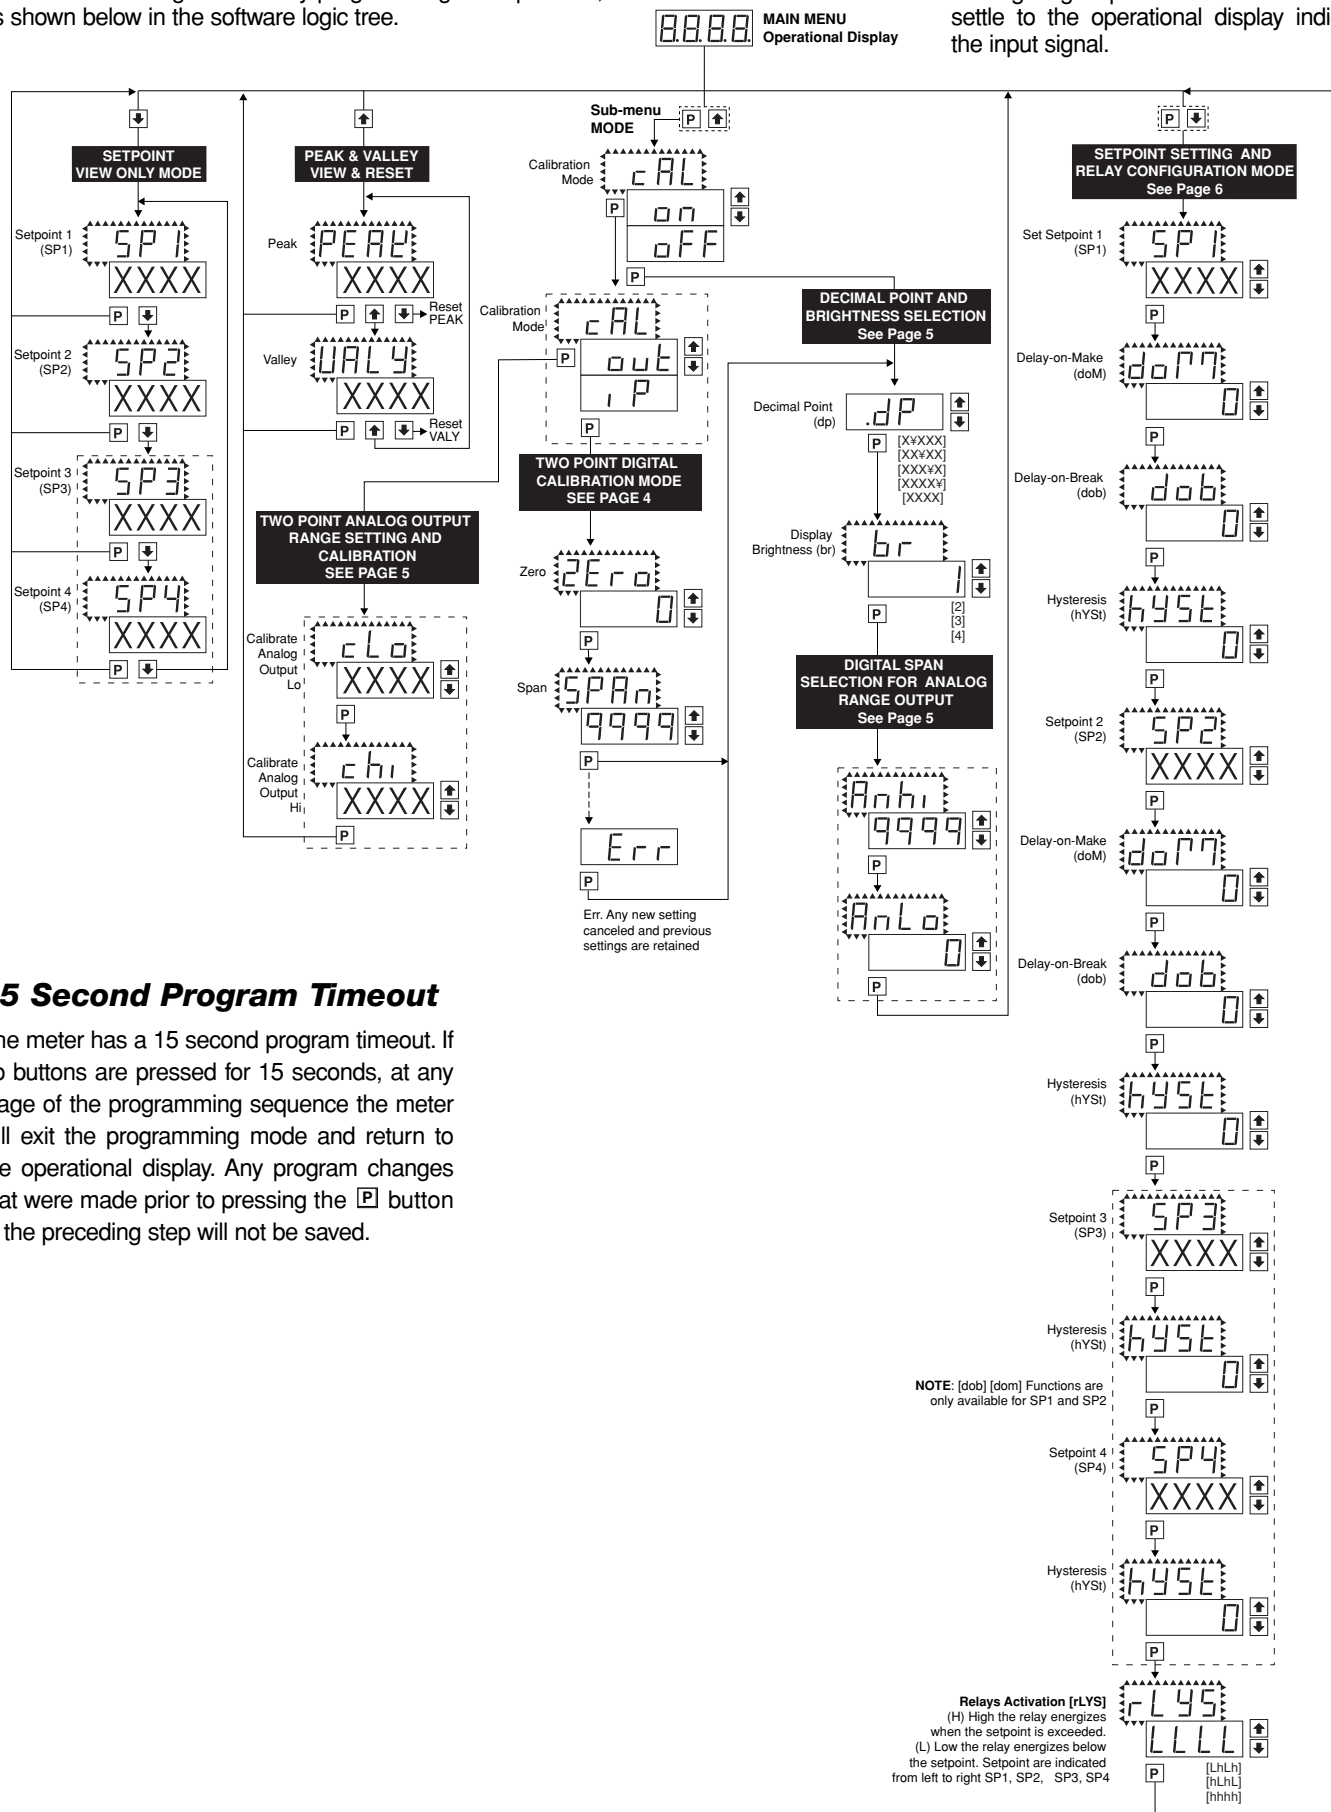 s shown below in the software logic tree.
8.8.8.8.
MAIN MENU
Operational Display
settle to the operational display indi
the input signal.
SETPOINT
VIEW ONLY MODE
Setpoint 1
(SP1)
SP1
XXXX
P
Setpoint 2
(SP2)
SP2
XXXX
P
Setpoint 3
(SP3)
SP3
XXXX
P
Setpoint 4
(SP4)
SP4
XXXX
P
PEAK & VALLEY
VIEW & RESET
Peak
PEAK
XXXX
P
Reset
PEAK
Valley
VALY
XXXX
P
Reset
VALY
TWO POINT ANALOG OUTPUT
RANGE SETTING AND
CALIBRATION
SEE PAGE 5
Calibrate
Analog
Output
Lo
cLo
XXXX
P
Calibrate
Analog
Output
Hi
chi
XXXX
P
Sub-menu
MODE
P
Calibration
Mode
cAL
P
on
oFF
P
Calibration
Mode
cAL
P
out
iP
P
TWO POINT DIGITAL
CALIBRATION MODE
SEE PAGE 4
Zero
ZEro
0
P
Span
SPAn
9999
P
Err
P
Err. Any new setting
canceled and previous
settings are retained
DECIMAL POINT AND
BRIGHTNESS SELECTION
See Page 5
Decimal Point
(dp)
.dP
P
[X¥XXX]
[XX¥XX]
[XXX¥X]
[XXXX¥]
[XXXX]
Display
Brightness (br)
br
1
P
[2]
[3]
[4]
DIGITAL SPAN
SELECTION FOR ANALOG
RANGE OUTPUT
See Page 5
Anhi
9999
P
AnLo
0
P
P
SETPOINT SETTING AND
RELAY CONFIGURATION MODE
See Page 6
Set Setpoint 1
(SP1)
SP1
XXXX
P
Delay-on-Make
(doM)
doM
0
P
Delay-on-Break
(dob)
dob
0
P
Hysteresis
(hYSt)
hYSt
0
P
Setpoint 2
(SP2)
SP2
XXXX
P
Delay-on-Make
(doM)
doM
0
P
Delay-on-Break
(dob)
dob
0
P
Hysteresis
(hYSt)
hYSt
0
P
Setpoint 3
(SP3)
SP3
XXXX
P
Hysteresis
(hYSt)
hYSt
0
NOTE: [dob] [dom] Functions are
only available for SP1 and SP2
P
Setpoint 4
(SP4)
SP4
XXXX
P
Hysteresis
(hYSt)
hYSt
0
P
Relays Activation [rLYS]
(H) High the relay energizes
when the setpoint is exceeded.
(L) Low the relay energizes below
the setpoint. Setpoint are indicated
from left to right SP1, SP2, SP3, SP4
rLYS
LLLL
P
[LhLh]
[hLhL]
[hhhh]
5 Second Program Timeout
he meter has a 15 second program timeout. If
o buttons are pressed for 15 seconds, at any
age of the programming sequence the meter
ll exit the programming mode and return to
e operational display. Any program changes
at were made prior to pressing the P button
the preceding step will not be saved.